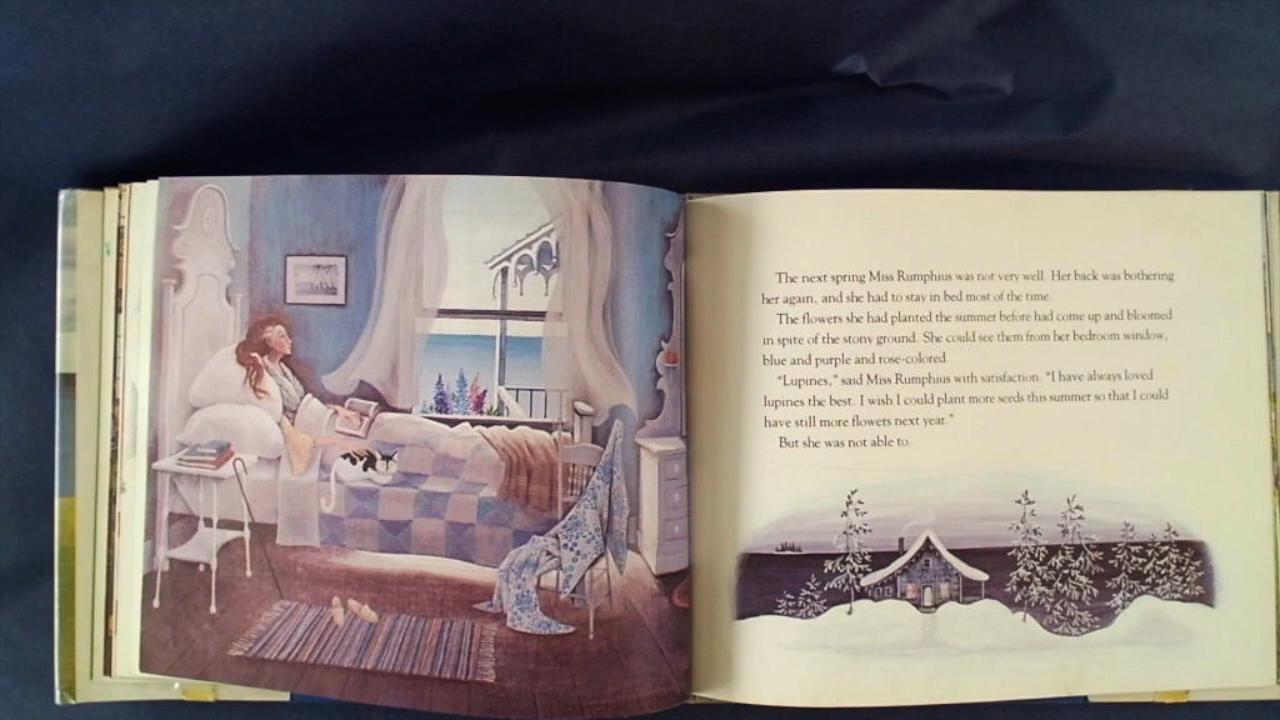 The next spring Miss Rumphius was not very well. Her back was bothering
her again, and she had to stay in bed most of the time.
The flowers she had planted the summer before had come up and bloomed
in spite of the stony ground. She could see them from her bedroom window,
blue and purple and rose-colored.
"Lupines," said Miss Rumphius with satisfaction. "I have always loved
lupines the best. I wish I could plant more seeds this summer so that I could
have still more flowers next year."
But she was not able to.